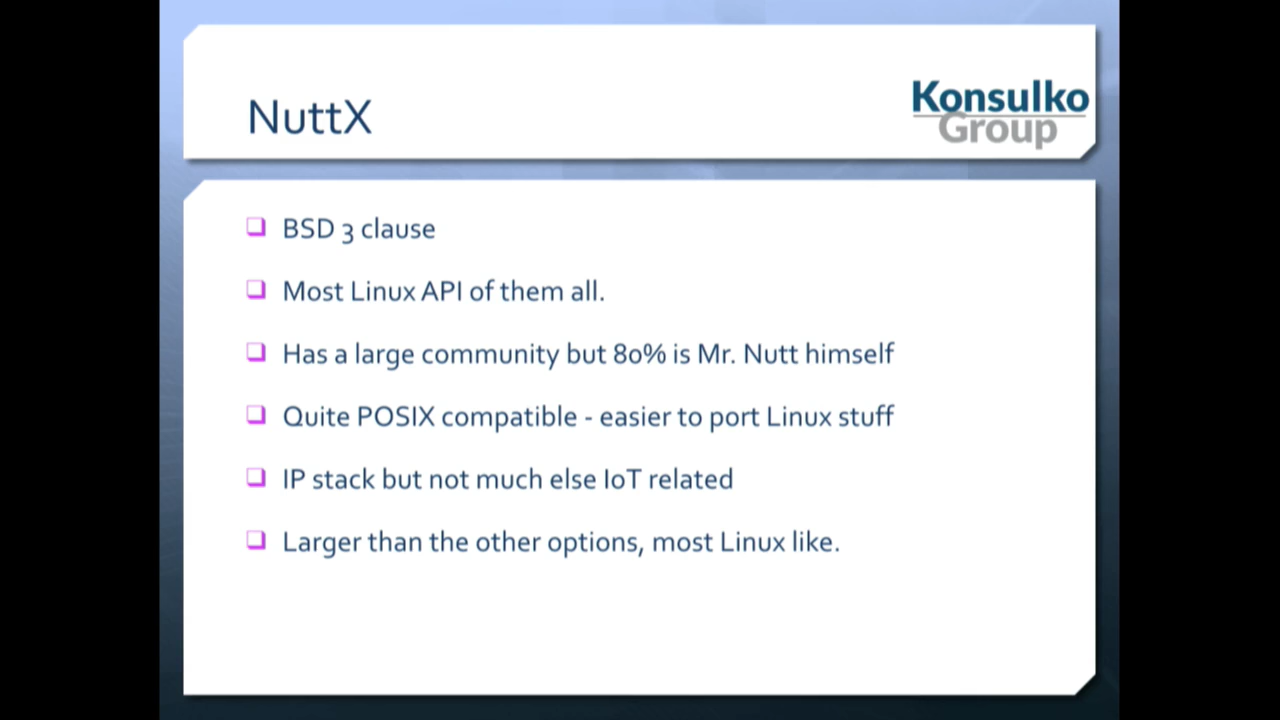 NuttX
Konsulko
Group
BSD 3 clause
Most Linux API of them all.
Has a large community but 80% is Mr. Nutt himself
Quite POSIX compatible - easier to port Linux stuff
IP stack but not much else IoT related
Larger than the other options, most Linux like.